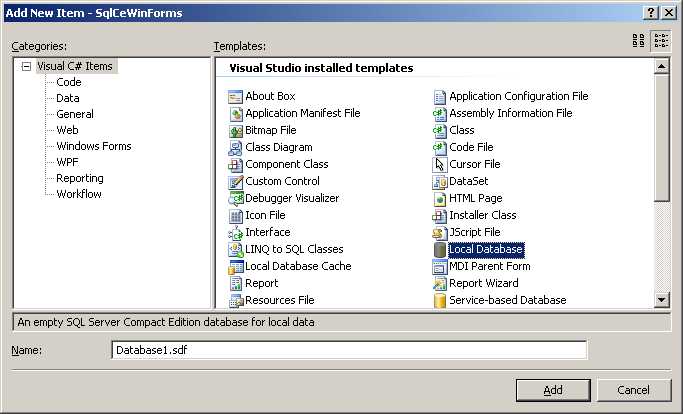 Add New Item - SqlCeWinForms
Categories:
Templates:
Visual C# Items
Code
Data
General
Web
Windows Forms
WPF
Reporting
Workflow
Visual Studio installed templates
About Box
Application Configuration File
Application Manifest File
Assembly Information File
Bitmap File
Class
Class Diagram
Code File
Component Class
Cursor File
Custom Control
DataSet
Debugger Visualizer
HTML Page
Icon File
Installer Class
Interface
JScript File
LINQ to SQL Classes
Local Database
Local Database Cache
MDI Parent Form
Report
Report Wizard
Resources File
Service-based Database
An empty SQL Server Compact Edition database for local data
Name:
Database1.sdf
Add
Cancel